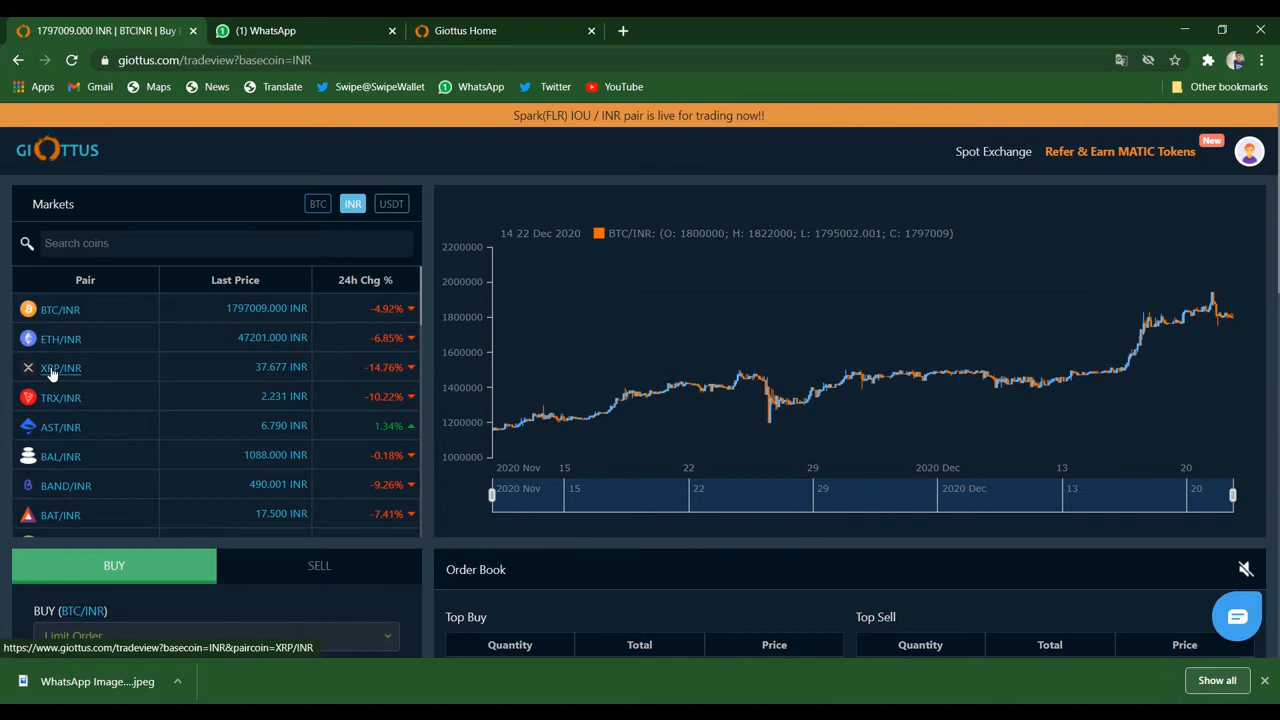 1797009.000 INR | BTCINR | Buy
(1) WhatsApp
Giottus Home
giottus.com/tradeview?basecoin=INR
Apps
Gmail
Maps
News
Translate
Swipe@SwipeWallet
WhatsApp
Twitter
YouTube
Other bookmarks
Spark(FLR) IOU / INR pair is live for trading now!!
GIOTTUS
Spot Exchange
Refer & Earn MATIC Tokens
New
Markets
BTC
INR
USDT
Search coins
Pair Last Price 24h Chg %
BTC/INR 1797009.000 INR -4.92%
ETH/INR 47201.000 INR -6.85%
XRP/INR 37.677 INR -14.76%
TRX/INR 2.231 INR -10.22%
AST/INR 6.790 INR 1.34%
BAL/INR 1088.000 INR -0.18%
BAND/INR 490.001 INR -9.26%
BAT/INR 17.500 INR -7.41%
14 22 Dec 2020 BTC/INR: (O: 1800000; H: 1822000; L: 1795002.001; C: 1797009)
2200000
2000000
1800000
1600000
1400000
1200000
1000000
2020 Nov 15 22 29 2020 Dec 13 20
2020 Nov 15 22 29 2020 Dec 13 20
BUY
SELL
BUY (BTC/INR)
Limit Order
Order Book
Top Buy
Top Sell
Quantity Total Price
Quantity Total Price
https://www.giottus.com/tradeview?basecoin=INR&paircoin=XRP/INR
WhatsApp Image....jpeg
Show all